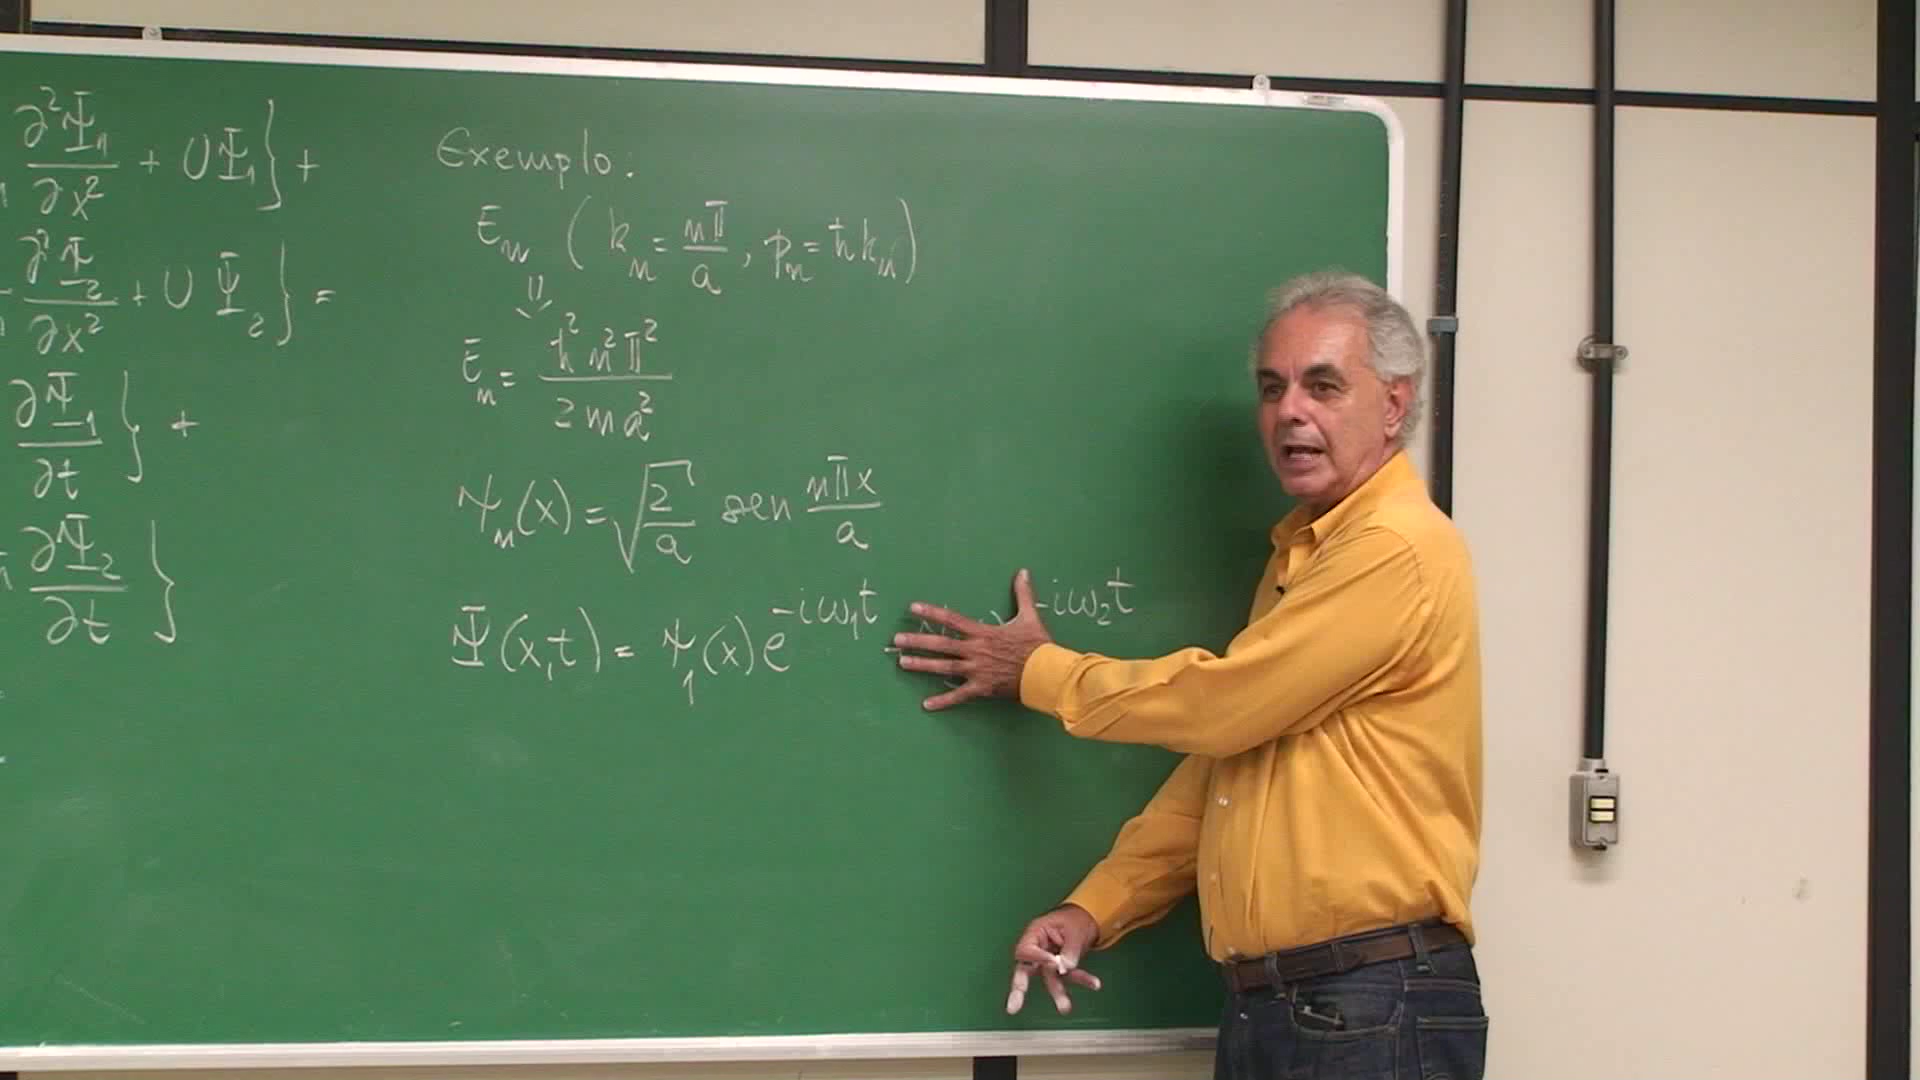 ∂²Ψ₁/∂x² + UΨ₁} +
∂²Ψ₂/∂x² + UΨ₂} =
∂Ψ₁/∂t} +
∂Ψ₂/∂t}
Exemplo:
Eₙ (kₙ = nπ/a, pₙ = ħkₙ)
⇓
Eₙ = ħ²n²π²/2ma²
ψₙ(x) = √(2/a) sen nπx/a
Ψ(x,t) = ψ₁(x)e^{-iω₁t} + e^{-iω₂t}